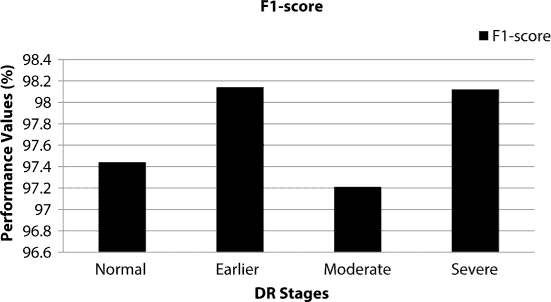 F1-score
F1-score
Performance Values (%)
98.4
98.2
98
97.8
97.6
97.4
97.2
97
96.8
96.6
Normal Earlier Moderate Severe
DR Stages